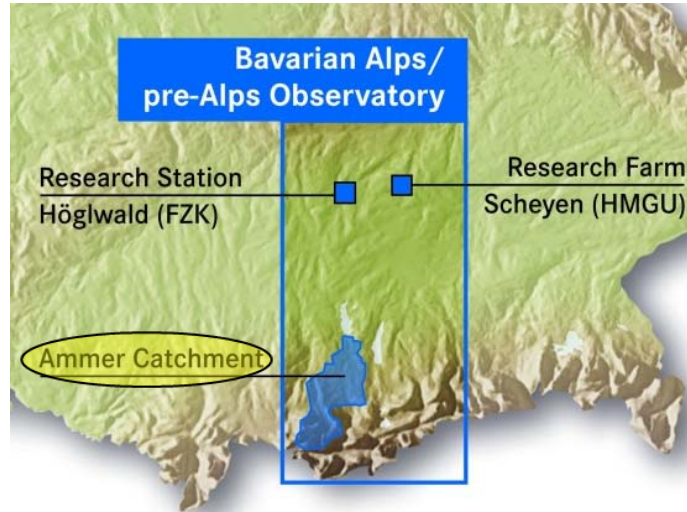 Bavarian Alps/
pre-Alps Observatory
Research Station
Höglwald (FZK)
Research Farm
Scheyen (HMGU)
Ammer Catchment